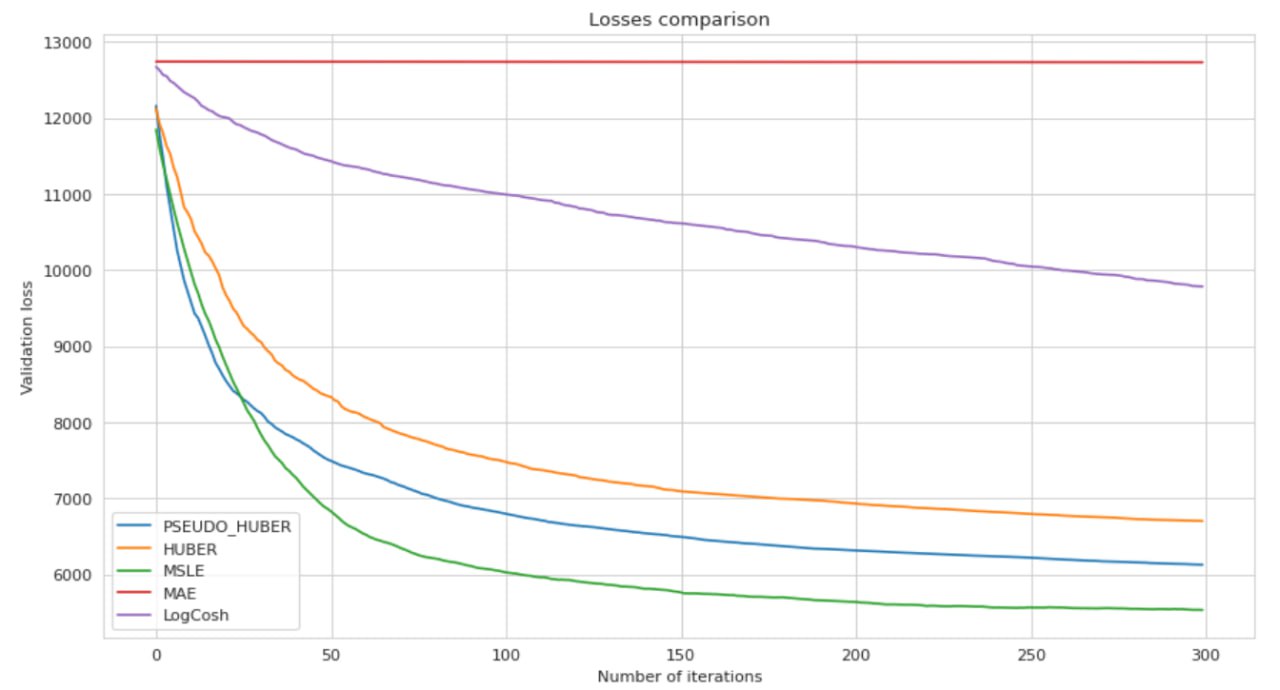 Losses comparison
13000
12000
11000
10000
9000
8000
7000
6000
Validation loss
PSEUDO_HUBER
HUBER
MSLE
MAE
LogCosh
0 50 100 150 200 250 300
Number of iterations